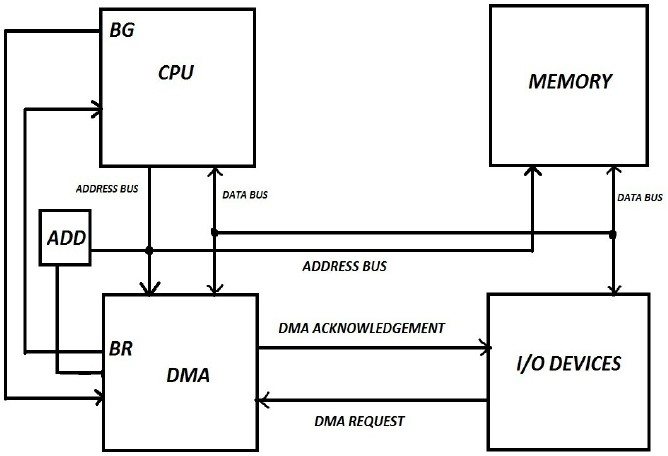 BG
CPU
MEMORY
ADDRESS BUS
DATA BUS
DATA BUS
ADD
ADDRESS BUS
DMA ACKNOWLEDGEMENT
BR
DMA
I/O DEVICES
DMA REQUEST